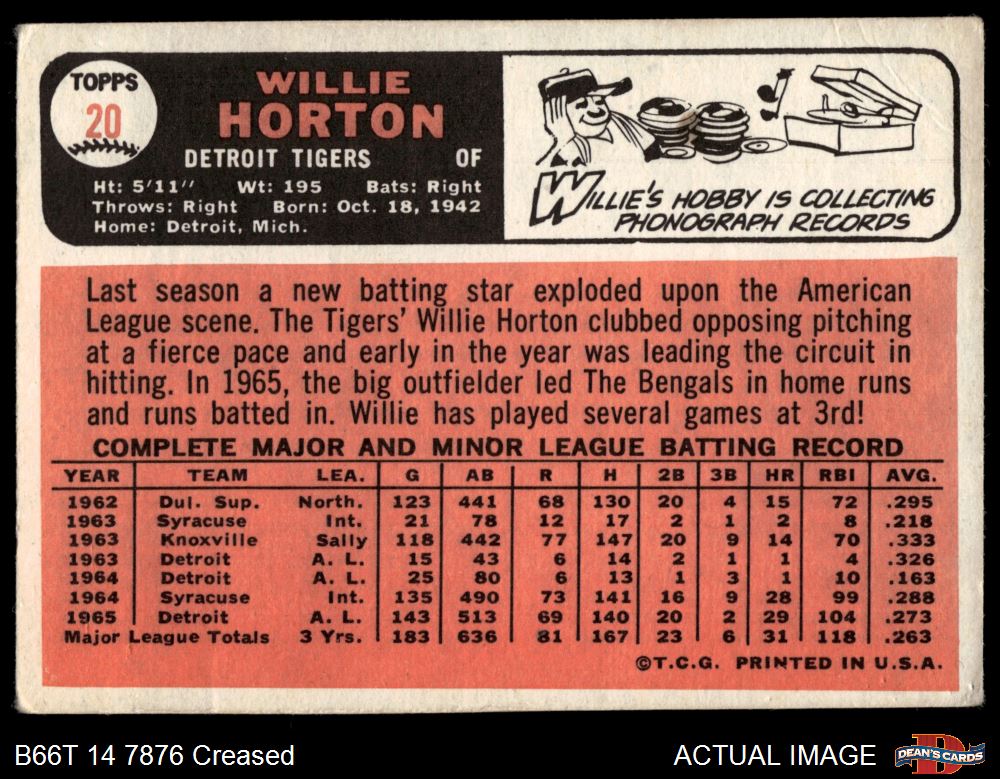 TOPPS
20
WILLIE
HORTON
DETROIT TIGERS OF
Ht: 5'11" Wt: 195 Bats: Right
Throws: Right Born: Oct. 18, 1942
Home: Detroit, Mich.
WILLIE'S HOBBY IS COLLECTING
PHONOGRAPH RECORDS
Last season a new batting star exploded upon the American
League scene. The Tigers' Willie Horton clubbed opposing pitching
at a fierce pace and early in the year was leading the circuit in
hitting. In 1965, the big outfielder led The Bengals in home runs
and runs batted in. Willie has played several games at 3rd!
COMPLETE MAJOR AND MINOR LEAGUE BATTING RECORD
YEAR TEAM LEA. G AB R H 2B 3B HR RBI AVG.
1962 Dul. Sup. North. 123 441 68 130 20 4 15 72 .295
1963 Syracuse Int. 21 78 12 17 2 1 2 8 .218
1963 Knoxville Sally 118 442 77 147 20 9 14 70 .333
1963 Detroit A. L. 15 43 6 14 2 1 1 4 .326
1964 Detroit A. L. 25 80 6 13 1 3 1 10 .163
1964 Syracuse Int. 135 490 73 141 16 9 28 99 .288
1965 Detroit A. L. 143 513 69 140 20 2 29 104 .273
Major League Totals 3 Yrs. 183 636 81 167 23 6 31 118 .263
©T.C.G. PRINTED IN U.S.A.
B66T 14 7876 Creased
ACTUAL IMAGE
DEAN'S CARDS